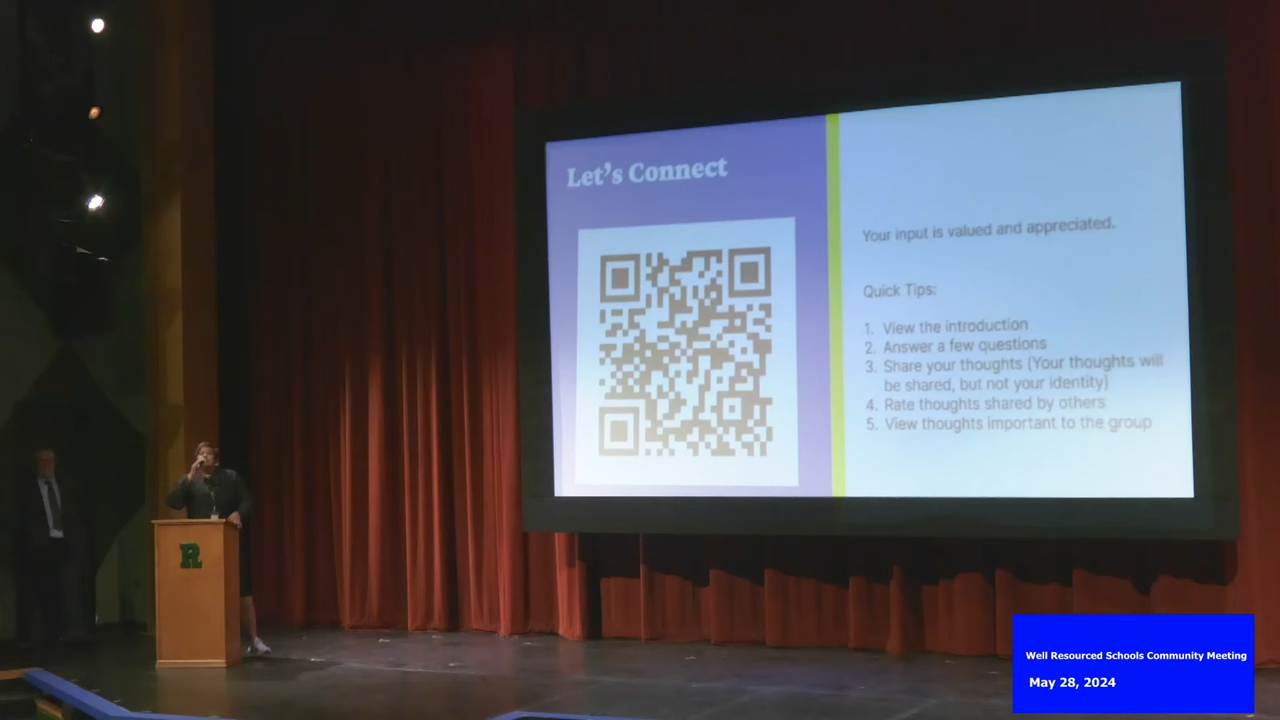 Let's Connect
Your input is valued and appreciated.
Quick Tips:
1. View the introduction
2. Answer a few questions
3. Share your thoughts (Your thoughts will
be shared, but not your identity)
4. Rate thoughts shared by others
5. View thoughts important to the group
R
Well Resourced Schools Community Meeting
May 28, 2024